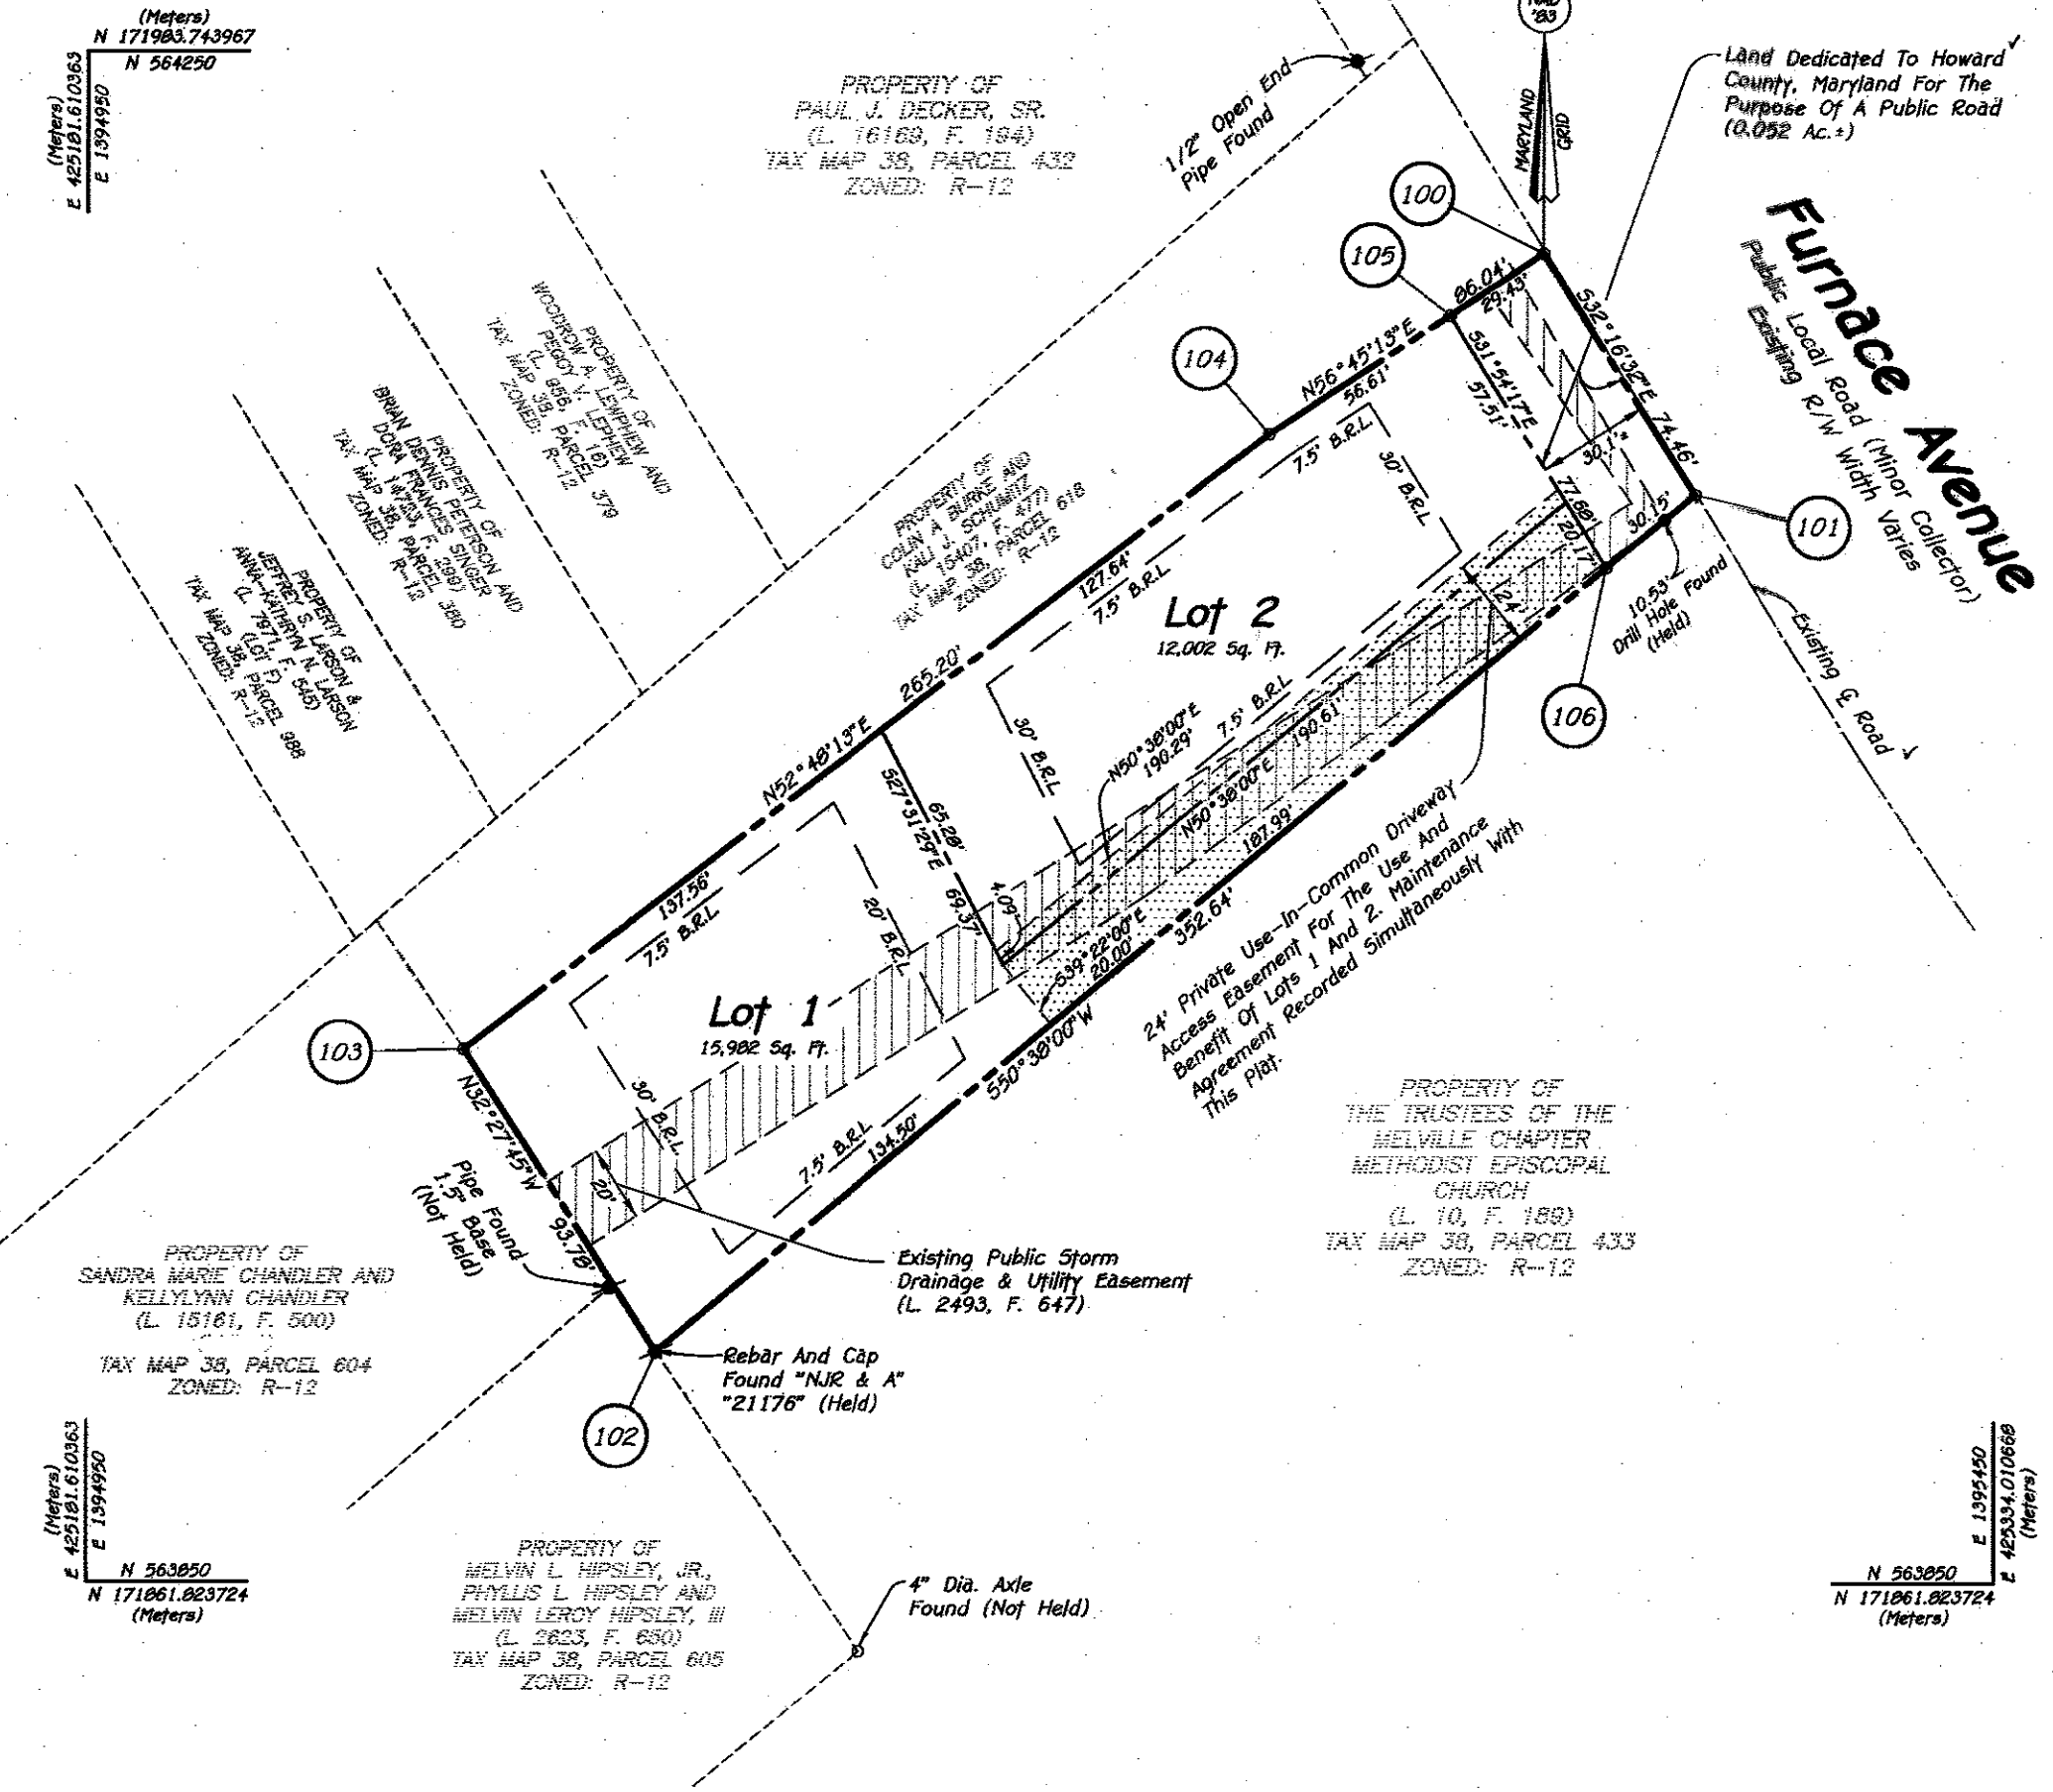 (Meters)
N 171983.743967
N 564250
(Meters)
E 425181.610363
E 1394950
PROPERTY OF
PAUL J. DECKER, SR.
(L. 16169, F. 194)
TAX MAP 38, PARCEL 432
ZONED: R-12
1/2" Open End
Pipe Found
NAD
'83
MARYLAND
GRID
Land Dedicated To Howard
County, Maryland For The
Purpose Of A Public Road
(0.052 Ac.±)
Furnace Avenue
Public Local Road (Minor Collector)
Existing R/W Width Varies
100
105
104
86.04'
29.43'
S32°16'32"E 74.46'
N56°45'13"E
56.61'
S31°54'17"E
57.51'
30.1'±
77.68'
20.17'
30.15'
101
10.53'
Drill Hole Found
(Held)
Existing ℄ Road
106
PROPERTY OF
WOODROW A. LEWPHEW AND
PEGGY V. LEPHEW
(L. 956, F. 16)
TAX MAP 38, PARCEL 379
ZONED: R-12
PROPERTY OF
BRIAN DENNIS PETERSON AND
DORA FRANCES SINGER
(L. 14783, F. 290)
TAX MAP 38, PARCEL 380
ZONED: R-12
PROPERTY OF
JEFFREY S. LARSON &
ANNA-KATHRYN N. LARSON
(L. 7971, F. 545)
(LOT F)
TAX MAP 38, PARCEL 988
ZONED: R-12
PROPERTY OF
COLIN A BURKE AND
KALI J. SCHUMITZ
(L. 15407, F. 477)
TAX MAP 38, PARCEL 618
ZONED: R-12
7.5' B.R.L
30' B.R.L
127.64'
7.5' B.R.L
Lot 2
12,002 Sq. Ft.
24'
265.20'
N52°48'13"E
30' B.R.L
7.5' B.R.L
N50°38'00"E
190.29'
190.61'
N50°38'00"E
187.99'
65.28'
S27°31'29"E
69.37'
4.09'
S39°22'00"E
20.00'
352.64'
S50°38'00"W
137.56'
7.5' B.R.L
20' B.R.L
Lot 1
15,982 Sq. Ft.
30' B.R.L
7.5' B.R.L
134.50'
20'
103
N32°27'45"W
93.78'
Pipe Found
1.5" Base
(Not Held)
24' Private Use-In-Common Driveway
Access Easement For The Use And
Benefit Of Lots 1 And 2. Maintenance
Agreement Recorded Simultaneously With
This Plat.
PROPERTY OF
THE TRUSTEES OF THE
MELVILLE CHAPTER
METHODIST EPISCOPAL
CHURCH
(L. 10, F. 189)
TAX MAP 38, PARCEL 433
ZONED: R-12
PROPERTY OF
SANDRA MARIE CHANDLER AND
KELLYLYNN CHANDLER
(L. 15161, F. 500)
TAX MAP 38, PARCEL 604
ZONED: R-12
Existing Public Storm
Drainage & Utility Easement
(L. 2493, F. 647)
Rebar And Cap
Found "NJR & A"
"21176" (Held)
102
(Meters)
E 425181.610363
E 1394950
N 563850
N 171861.823724
(Meters)
PROPERTY OF
MELVIN L. HIPSLEY, JR.,
PHYLLIS L. HIPSLEY AND
MELVIN LEROY HIPSLEY, III
(L. 2623, F. 650)
TAX MAP 38, PARCEL 605
ZONED: R-12
4" Dia. Axle
Found (Not Held)
E 1395450
E 425334.010668
(Meters)
N 563850
N 171861.823724
(Meters)